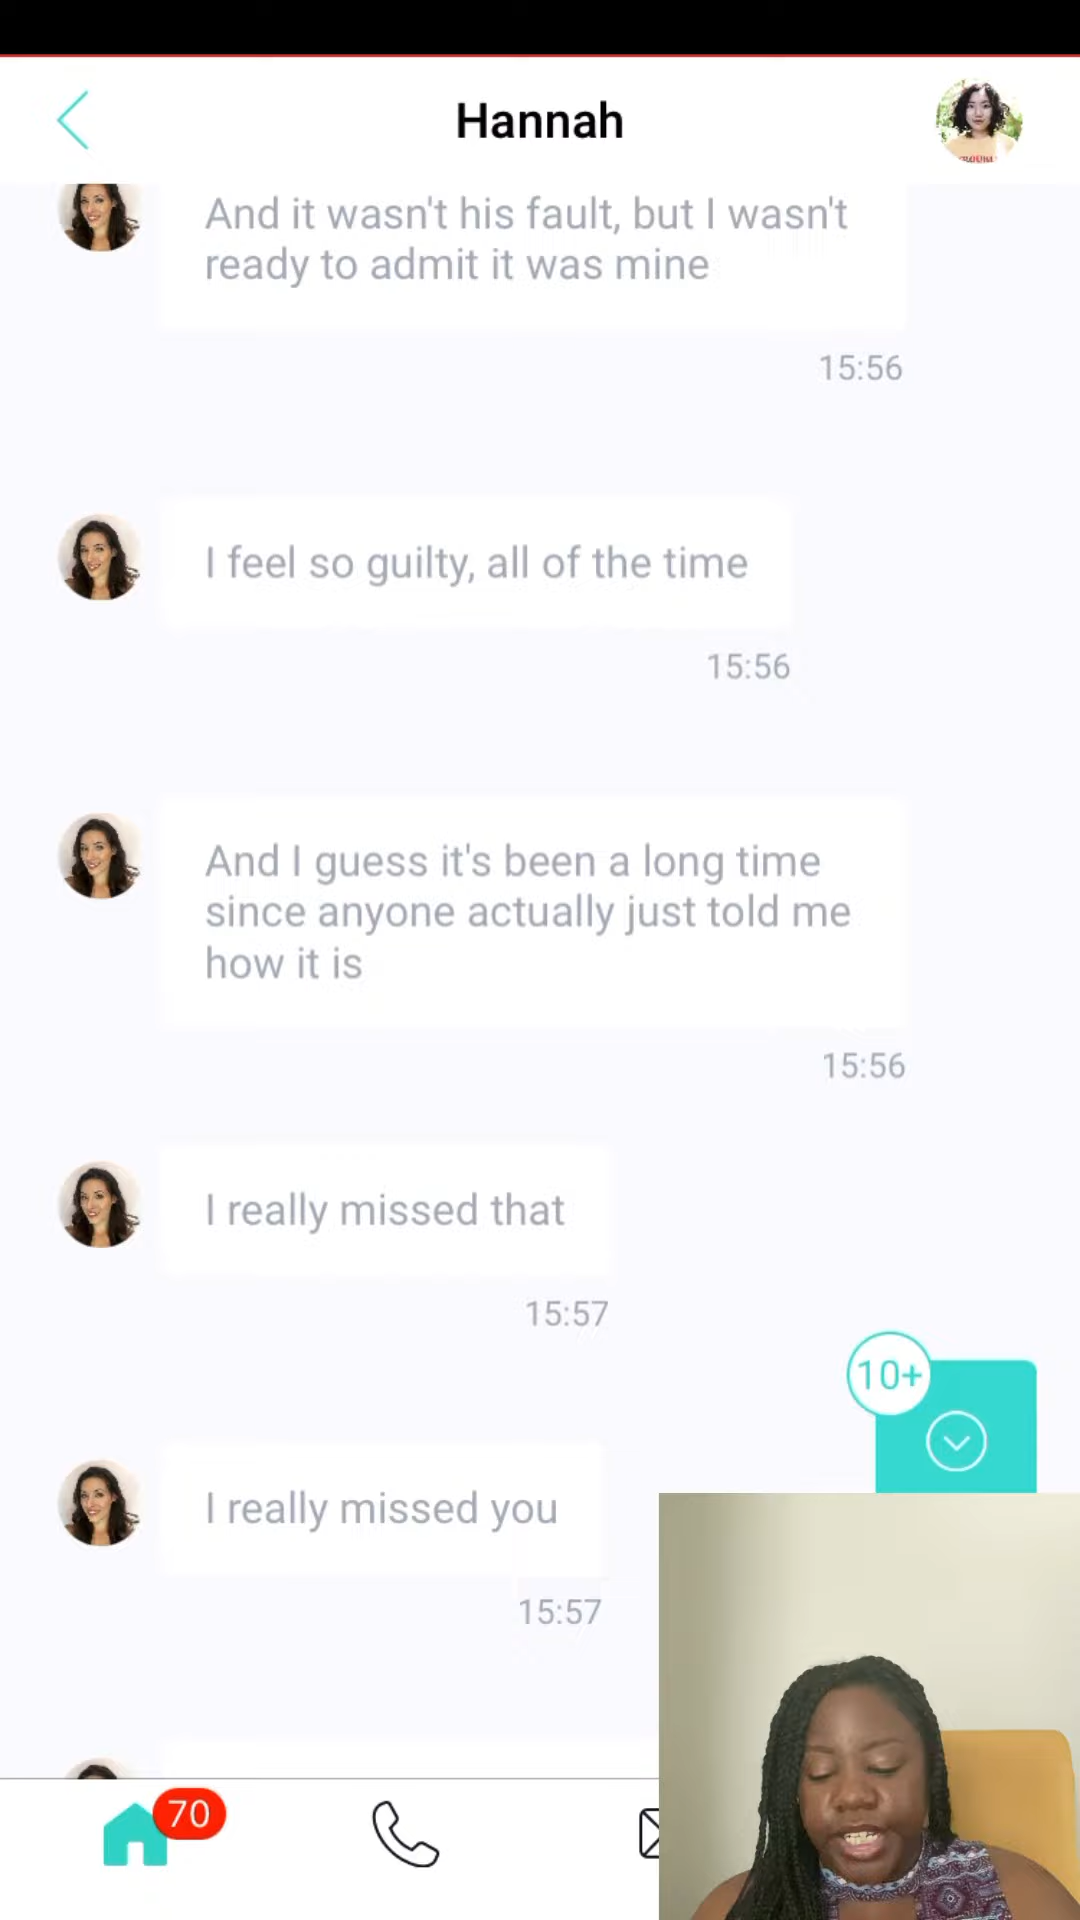 Hannah
And it wasn't his fault, but I wasn't
ready to admit it was mine
15:56
I feel so guilty, all of the time
15:56
And I guess it's been a long time
since anyone actually just told me
how it is
15:56
I really missed that
15:57
10+
I really missed you
15:57
70